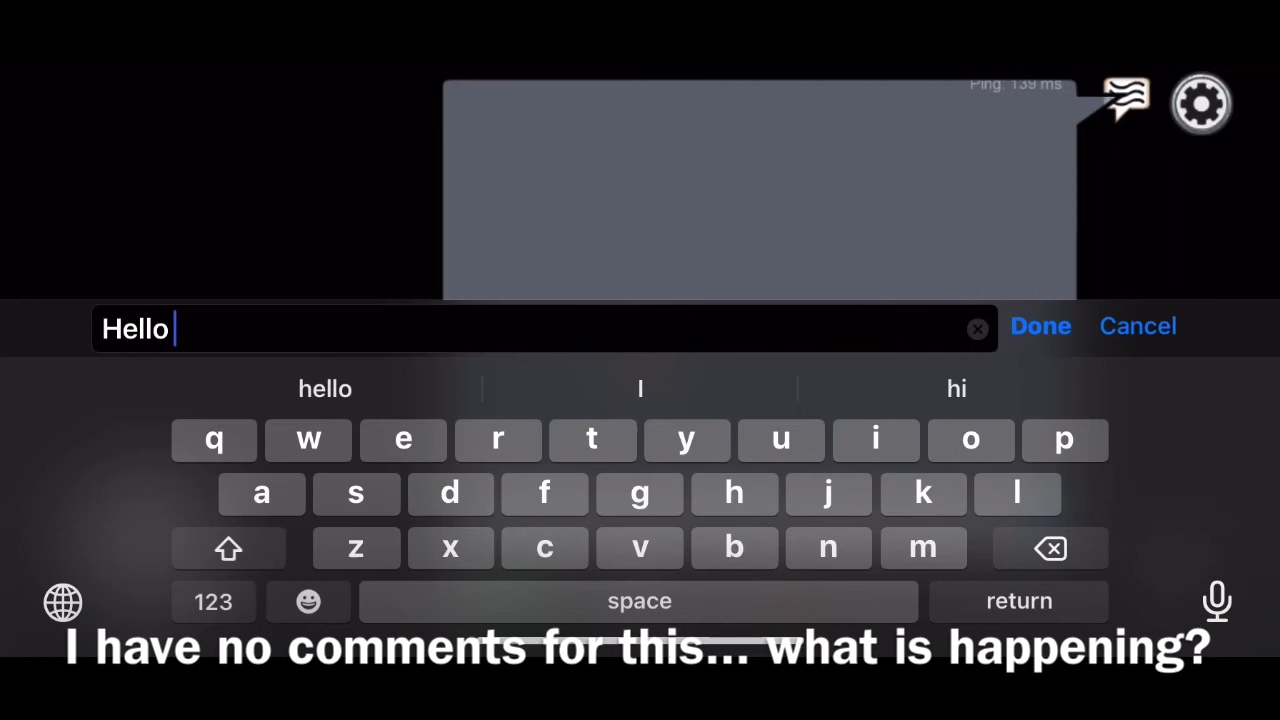 Ping: 139 ms
Hello
Done Cancel
hello I hi
q w e r t y u i o p
a s d f g h j k l
z x c v b n m
123 space return
I have no comments for this... what is happening?